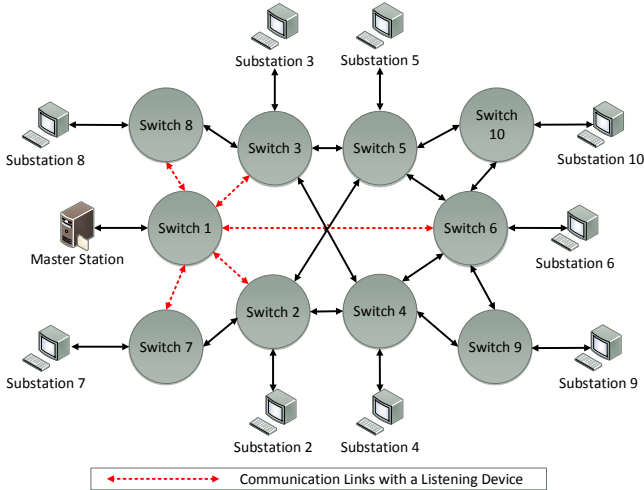 Substation 3
Substation 5
Switch 8
Switch 3
Switch 5
Switch
10
Substation 8
Substation 10
Master Station
Switch 1
Switch 6
Substation 6
Switch 7
Switch 2
Switch 4
Switch 9
Substation 7
Substation 9
Substation 2
Substation 4
Communication Links with a Listening Device